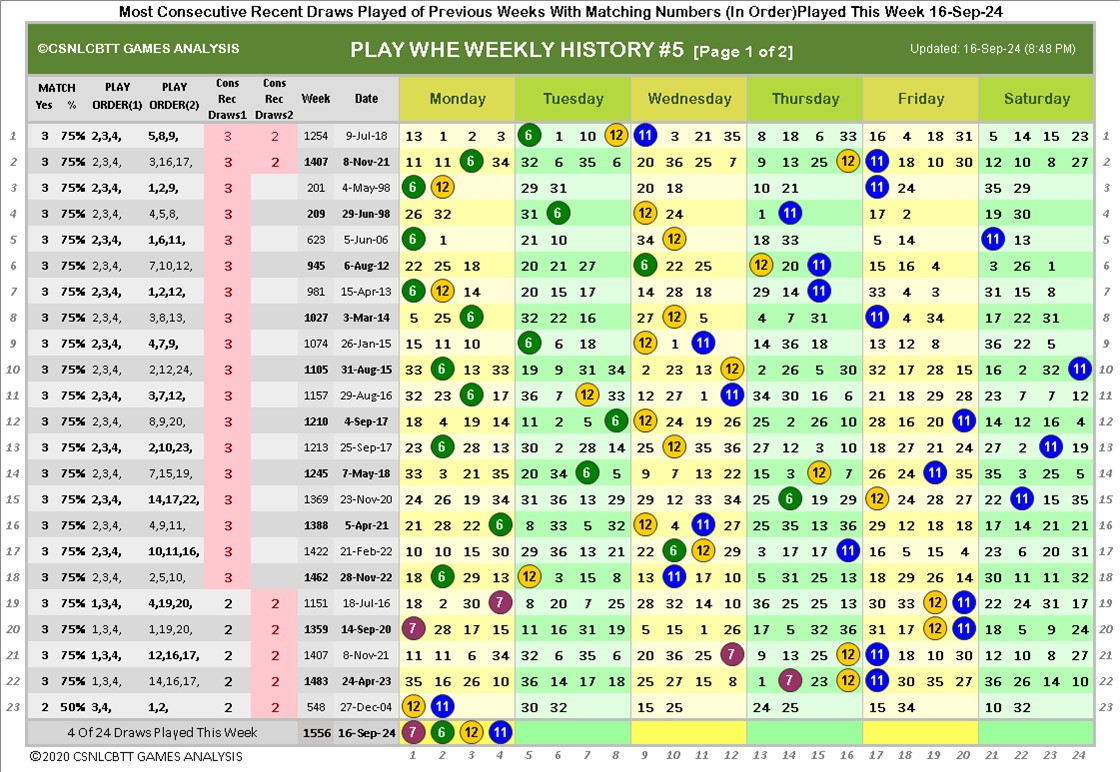 Most Consecutive Recent Draws Played of Previous Weeks With Matching Numbers (In Order)Played This Week 16-Sep-24
©CSNLCBTT GAMES ANALYSIS PLAY WHE WEEKLY HISTORY #5 [Page 1 of 2] Updated: 16-Sep-24 (8:48 PM)
MATCH Yes % PLAY ORDER(1) PLAY ORDER(2) Cons Rec Draws1 Cons Rec Draws2 Week Date Monday Tuesday Wednesday Thursday Friday Saturday
1 3 75% 2,3,4, 5,8,9, 3 2 1254 9-Jul-18 13 1 2 3 6 1 10 12 11 3 21 35 8 18 6 33 16 4 18 31 5 14 15 23 1
2 3 75% 2,3,4, 3,16,17, 3 2 1407 8-Nov-21 11 11 6 34 32 6 35 6 20 36 25 7 9 13 25 12 11 18 10 30 12 10 8 27 2
3 3 75% 2,3,4, 1,2,9, 3 201 4-May-98 6 12 29 31 20 18 10 21 11 24 35 29 3
4 3 75% 2,3,4, 4,5,8, 3 209 29-Jun-98 26 32 31 6 12 24 1 11 17 2 19 30 4
5 3 75% 2,3,4, 1,6,11, 3 623 5-Jun-06 6 1 21 10 34 12 18 33 5 14 11 13 5
6 3 75% 2,3,4, 7,10,12, 3 945 6-Aug-12 22 25 18 20 21 27 6 22 25 12 20 11 15 16 4 3 26 1 6
7 3 75% 2,3,4, 1,2,12, 3 981 15-Apr-13 6 12 14 20 15 17 14 28 18 29 14 11 33 4 3 31 15 8 7
8 3 75% 2,3,4, 3,8,13, 3 1027 3-Mar-14 5 25 6 32 22 16 27 12 5 4 7 31 11 4 34 17 22 31 8
9 3 75% 2,3,4, 4,7,9, 3 1074 26-Jan-15 15 11 10 6 6 18 12 1 11 14 36 18 13 12 8 36 22 5 9
10 3 75% 2,3,4, 2,12,24, 3 1105 31-Aug-15 33 6 13 33 19 9 31 34 2 23 13 12 2 26 5 30 32 17 28 15 16 2 32 11 10
11 3 75% 2,3,4, 3,7,12, 3 1157 29-Aug-16 32 23 6 17 36 7 12 33 12 27 1 11 34 30 16 6 21 18 29 28 23 7 7 12 11
12 3 75% 2,3,4, 8,9,20, 3 1210 4-Sep-17 18 4 19 14 11 2 5 6 12 12 19 26 25 2 26 10 28 16 20 11 14 12 16 4 12
13 3 75% 2,3,4, 2,10,23, 3 1213 25-Sep-17 23 6 28 13 30 2 28 14 25 12 35 36 27 12 3 10 18 27 21 24 27 2 11 19 13
14 3 75% 2,3,4, 7,15,19, 3 1245 7-May-18 33 3 21 35 20 34 6 5 9 7 13 22 15 3 12 7 26 24 11 35 35 3 25 5 14
15 3 75% 2,3,4, 14,17,22, 3 1369 23-Nov-20 24 26 19 34 31 36 13 29 29 12 33 34 25 6 19 29 12 24 28 27 22 11 15 35 15
16 3 75% 2,3,4, 4,9,11, 3 1388 5-Apr-21 21 28 22 6 8 33 5 32 12 4 11 27 25 35 13 36 29 12 18 18 17 14 21 21 16
17 3 75% 2,3,4, 10,11,16, 3 1422 21-Feb-22 10 10 15 30 29 36 13 21 22 6 12 29 3 17 17 11 16 5 15 4 23 6 20 31 17
18 3 75% 2,3,4, 2,5,10, 3 1462 28-Nov-22 18 6 29 13 12 3 15 8 13 11 17 10 5 31 25 13 18 29 26 14 30 11 11 32 18
19 3 75% 1,3,4, 4,19,20, 2 2 1151 18-Jul-16 18 2 30 7 8 20 7 25 28 32 14 10 36 25 25 13 30 33 12 11 22 24 31 17 19
20 3 75% 1,3,4, 1,19,20, 2 2 1359 14-Sep-20 7 28 17 15 11 16 31 19 5 15 1 26 17 5 32 36 31 17 12 11 18 5 9 24 20
21 3 75% 1,3,4, 12,16,17, 2 2 1407 8-Nov-21 11 11 6 34 32 6 35 6 20 36 25 7 9 13 25 12 11 18 10 30 12 10 8 27 21
22 3 75% 1,3,4, 14,16,17, 2 2 1483 24-Apr-23 35 16 26 10 36 14 17 18 25 27 15 8 1 7 23 12 11 30 35 27 36 26 14 10 22
23 2 50% 3,4, 1,2, 2 2 548 27-Dec-04 12 11 30 32 15 25 24 25 15 34 10 32 23
4 Of 24 Draws Played This Week 1556 16-Sep-24 7 6 12 11
©2020 CSNLCBTT GAMES ANALYSIS 1 2 3 4 5 6 7 8 9 10 11 12 13 14 15 16 17 18 19 20 21 22 23 24